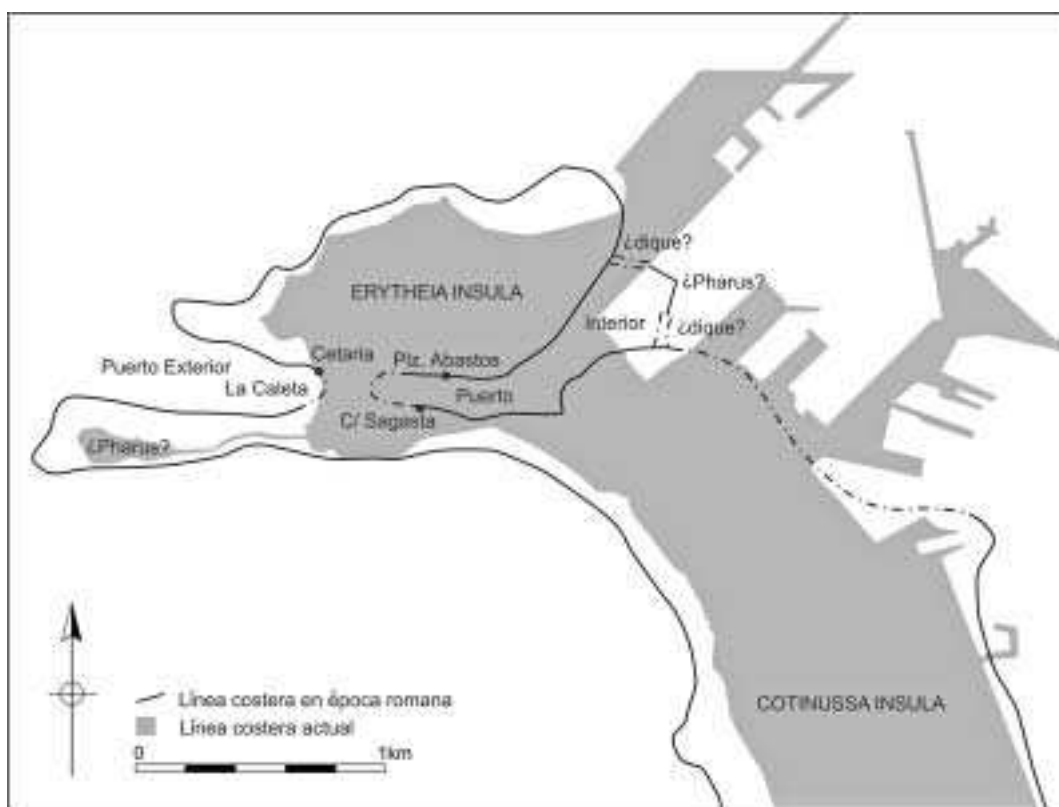 ¿dique?
¿Pharus?
ERYTHEIA INSULA
Interior
¿dique?
Cetaria
Plz. Abastos
Puerto Exterior
La Caleta
Puerto
C/ Sagasta
¿Pharus?
Línea costera en época romana
COTINUSSA INSULA
Línea costera actual
0 1km